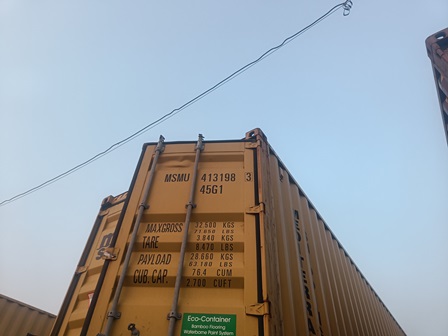 MSMU 413198 3
45G1
MAXGROSS 32.500 KGS
71.650 LBS
TARE 3.840 KGS
8.470 LBS
PAYLOAD 28.660 KGS
63.180 LBS
CUB. CAP. 76.4 CUM
2.700 CUFT
Eco-Container
Bamboo Flooring
Waterborne Paint System